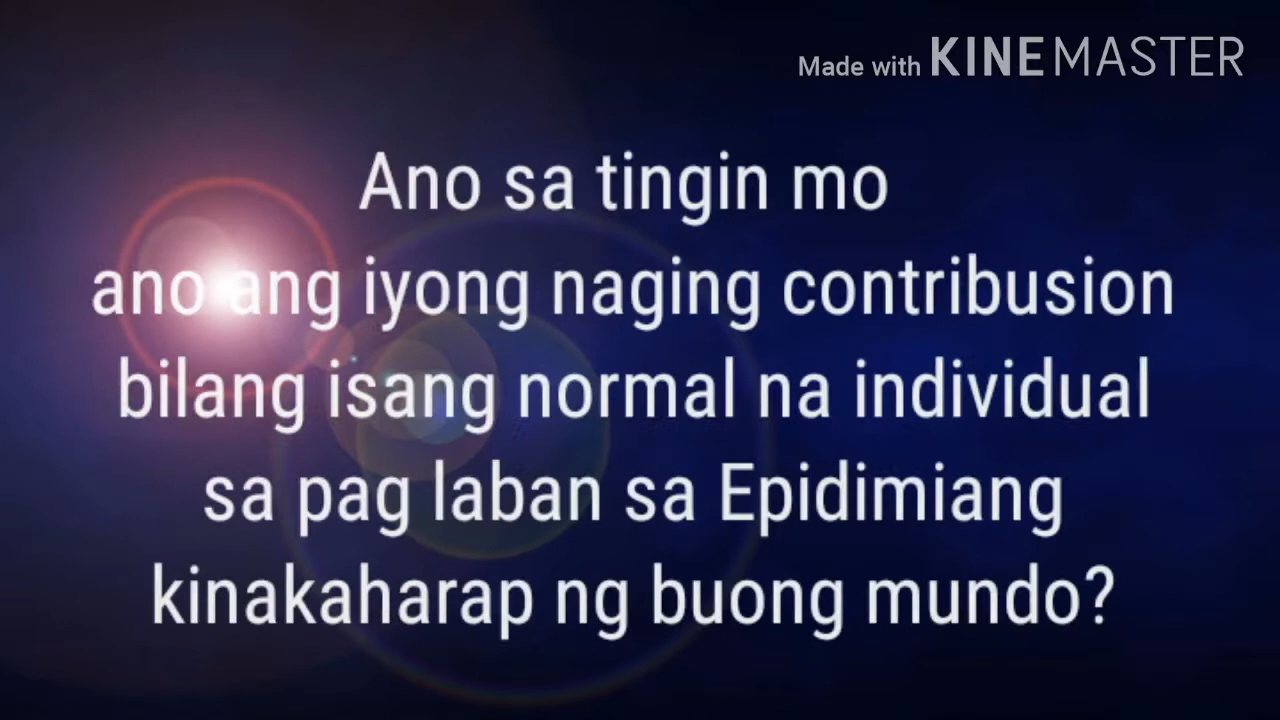 Made with KINEMASTER
Ano sa tingin mo
ano ang iyong naging contribusion
bilang isang normal na individual
sa pag laban sa Epidimiang
kinakaharap ng buong mundo?